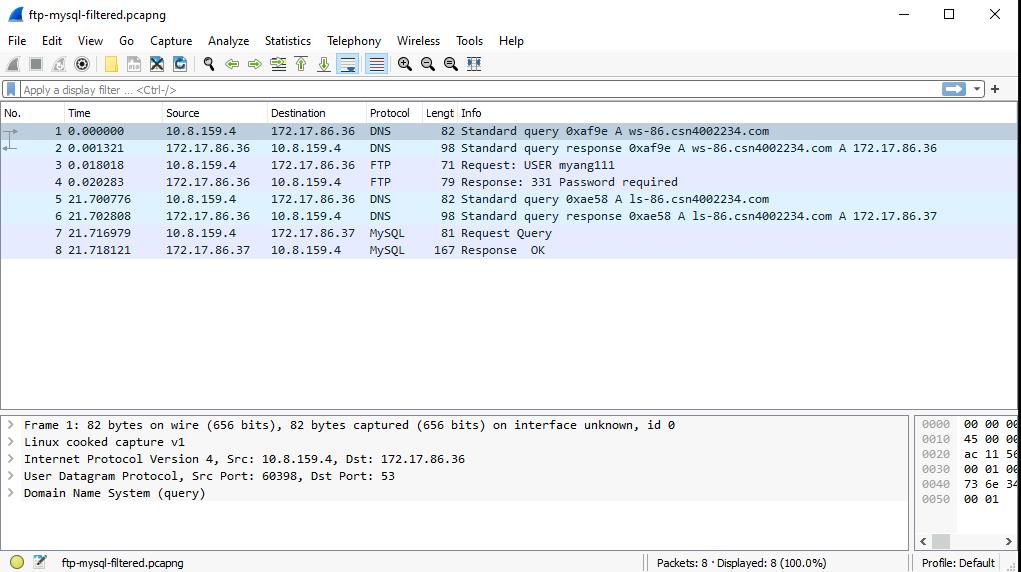 ftp-mysql-filtered.pcapng
File Edit View Go Capture Analyze Statistics Telephony Wireless Tools Help
Apply a display filter ... <Ctrl-/>
No. Time Source Destination Protocol Lengt Info
1 0.000000 10.8.159.4 172.17.86.36 DNS 82 Standard query 0xaf9e A ws-86.csn4002234.com
2 0.001321 172.17.86.36 10.8.159.4 DNS 98 Standard query response 0xaf9e A ws-86.csn4002234.com A 172.17.86.36
3 0.018018 10.8.159.4 172.17.86.36 FTP 71 Request: USER myang111
4 0.020283 172.17.86.36 10.8.159.4 FTP 79 Response: 331 Password required
5 21.700776 10.8.159.4 172.17.86.36 DNS 82 Standard query 0xae58 A ls-86.csn4002234.com
6 21.702808 172.17.86.36 10.8.159.4 DNS 98 Standard query response 0xae58 A ls-86.csn4002234.com A 172.17.86.37
7 21.716979 10.8.159.4 172.17.86.37 MySQL 81 Request Query
8 21.718121 172.17.86.37 10.8.159.4 MySQL 167 Response OK
Frame 1: 82 bytes on wire (656 bits), 82 bytes captured (656 bits) on interface unknown, id 0
Linux cooked capture v1
Internet Protocol Version 4, Src: 10.8.159.4, Dst: 172.17.86.36
User Datagram Protocol, Src Port: 60398, Dst Port: 53
Domain Name System (query)
0000 00 00 00
0010 45 00 00
0020 ac 11 56
0030 00 01 00
0040 73 6e 34
0050 00 01
ftp-mysql-filtered.pcapng Packets: 8 · Displayed: 8 (100.0%) Profile: Default